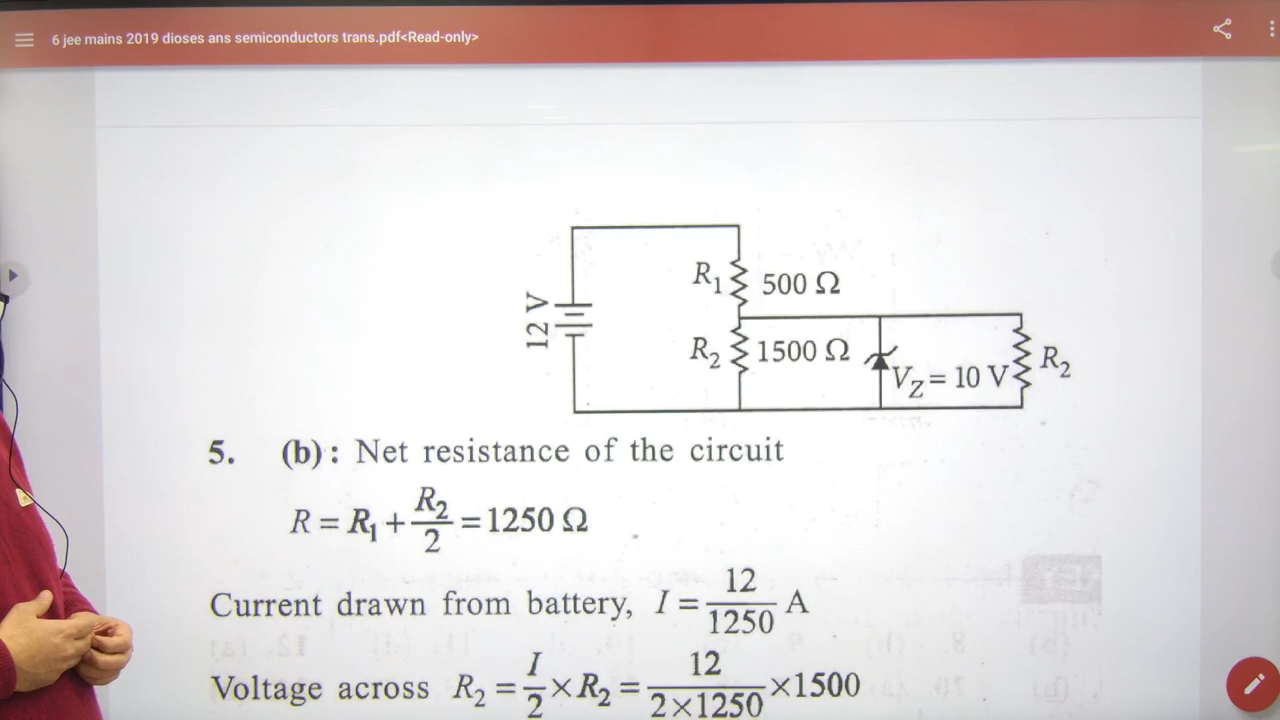 6 jee mains 2019 dioses ans semiconductors trans.pdf<Read-only>
12 V
R₁ 500 Ω
R₂ 1500 Ω
V_Z = 10 V
R₂
5. (b) : Net resistance of the circuit
R = R₁ + R₂/2 = 1250 Ω
Current drawn from battery, I = 12/1250 A
Voltage across R₂ = I/2 × R₂ = 12/(2×1250) ×1500